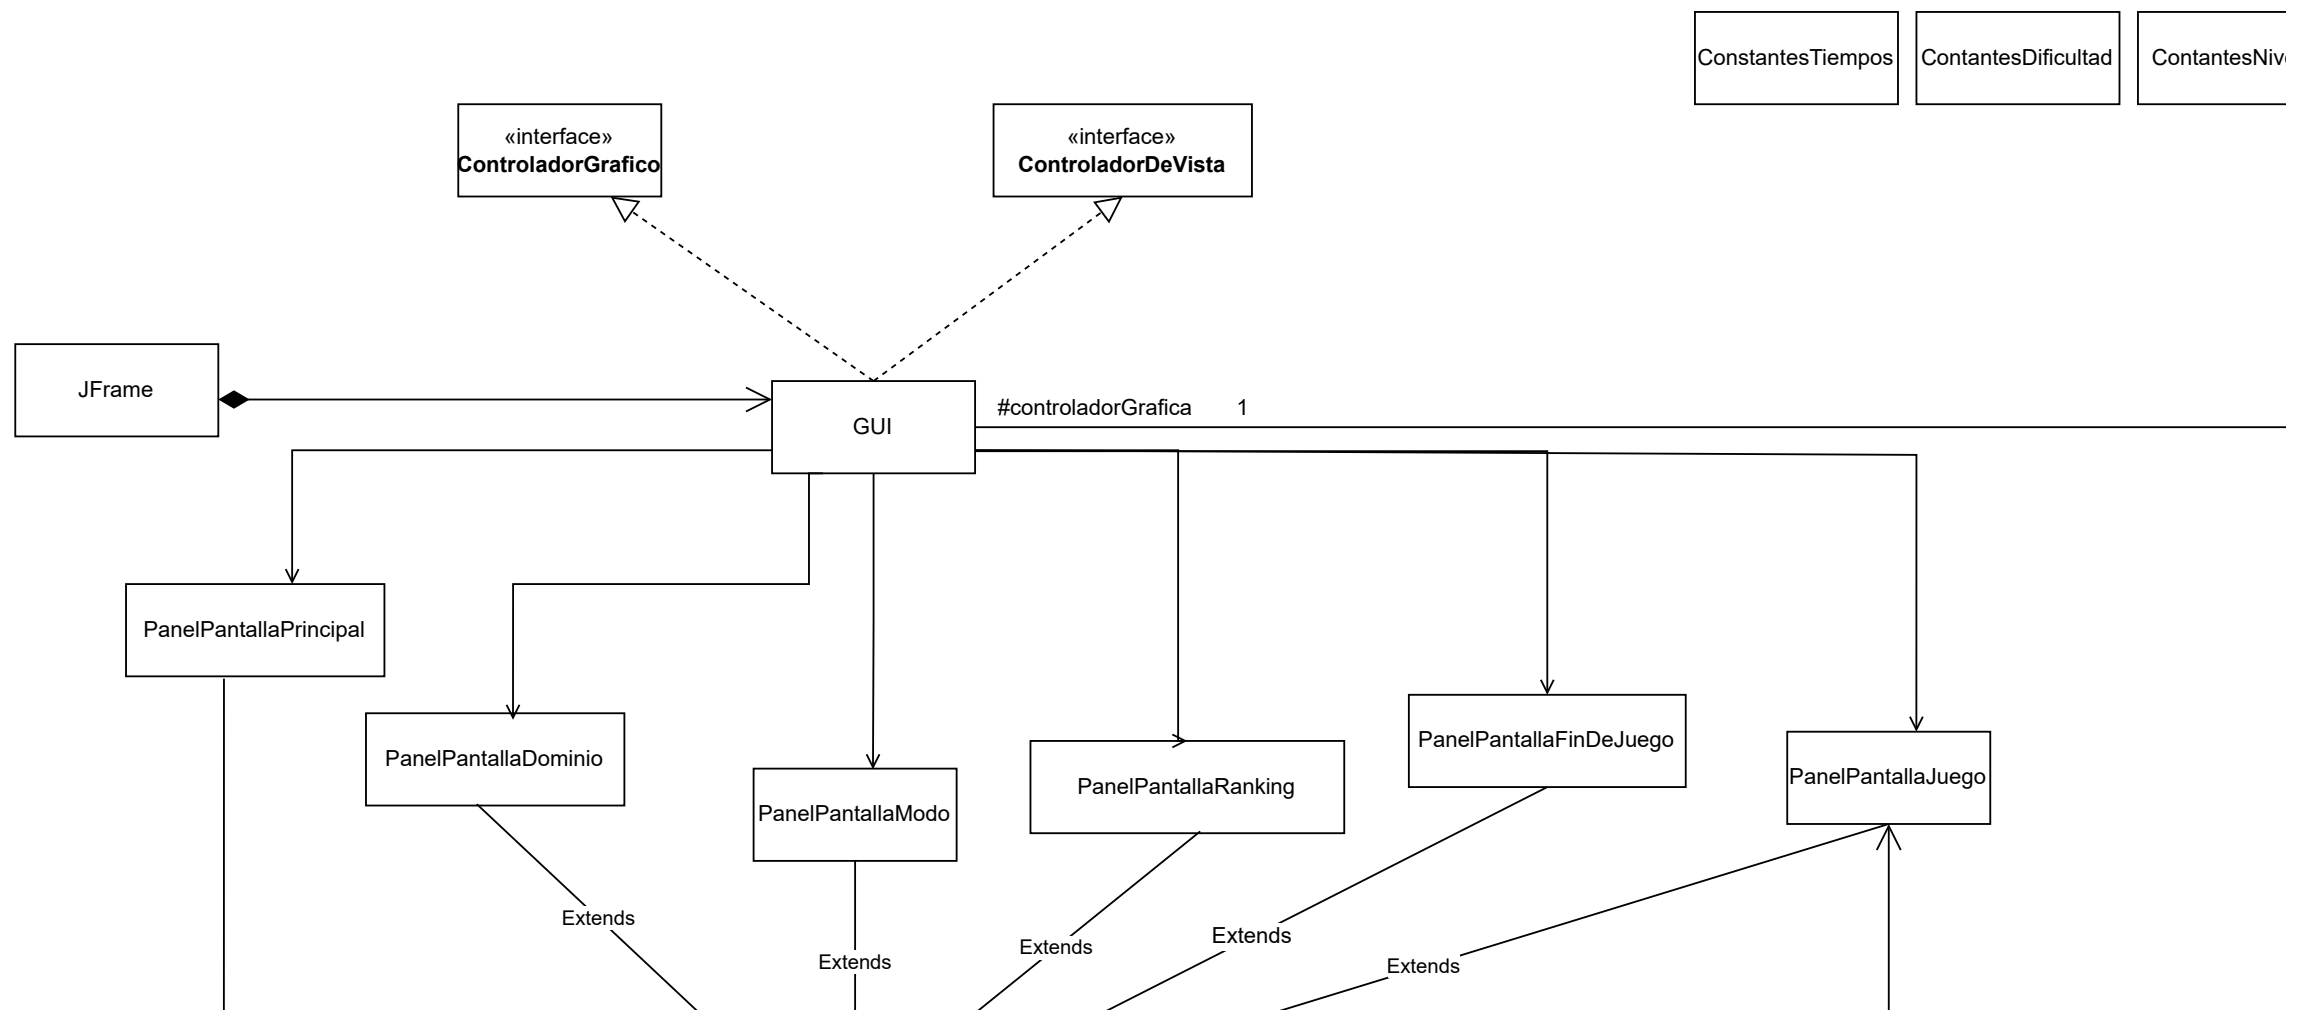 ConstantesTiempos
ContantesDificultad
ContantesNiv
«interface»
ControladorGrafico
«interface»
ControladorDeVista
JFrame
GUI
#controladorGrafica 1
PanelPantallaPrincipal
PanelPantallaDominio
PanelPantallaModo
PanelPantallaRanking
PanelPantallaFinDeJuego
PanelPantallaJuego
Extends
Extends
Extends
Extends
Extends